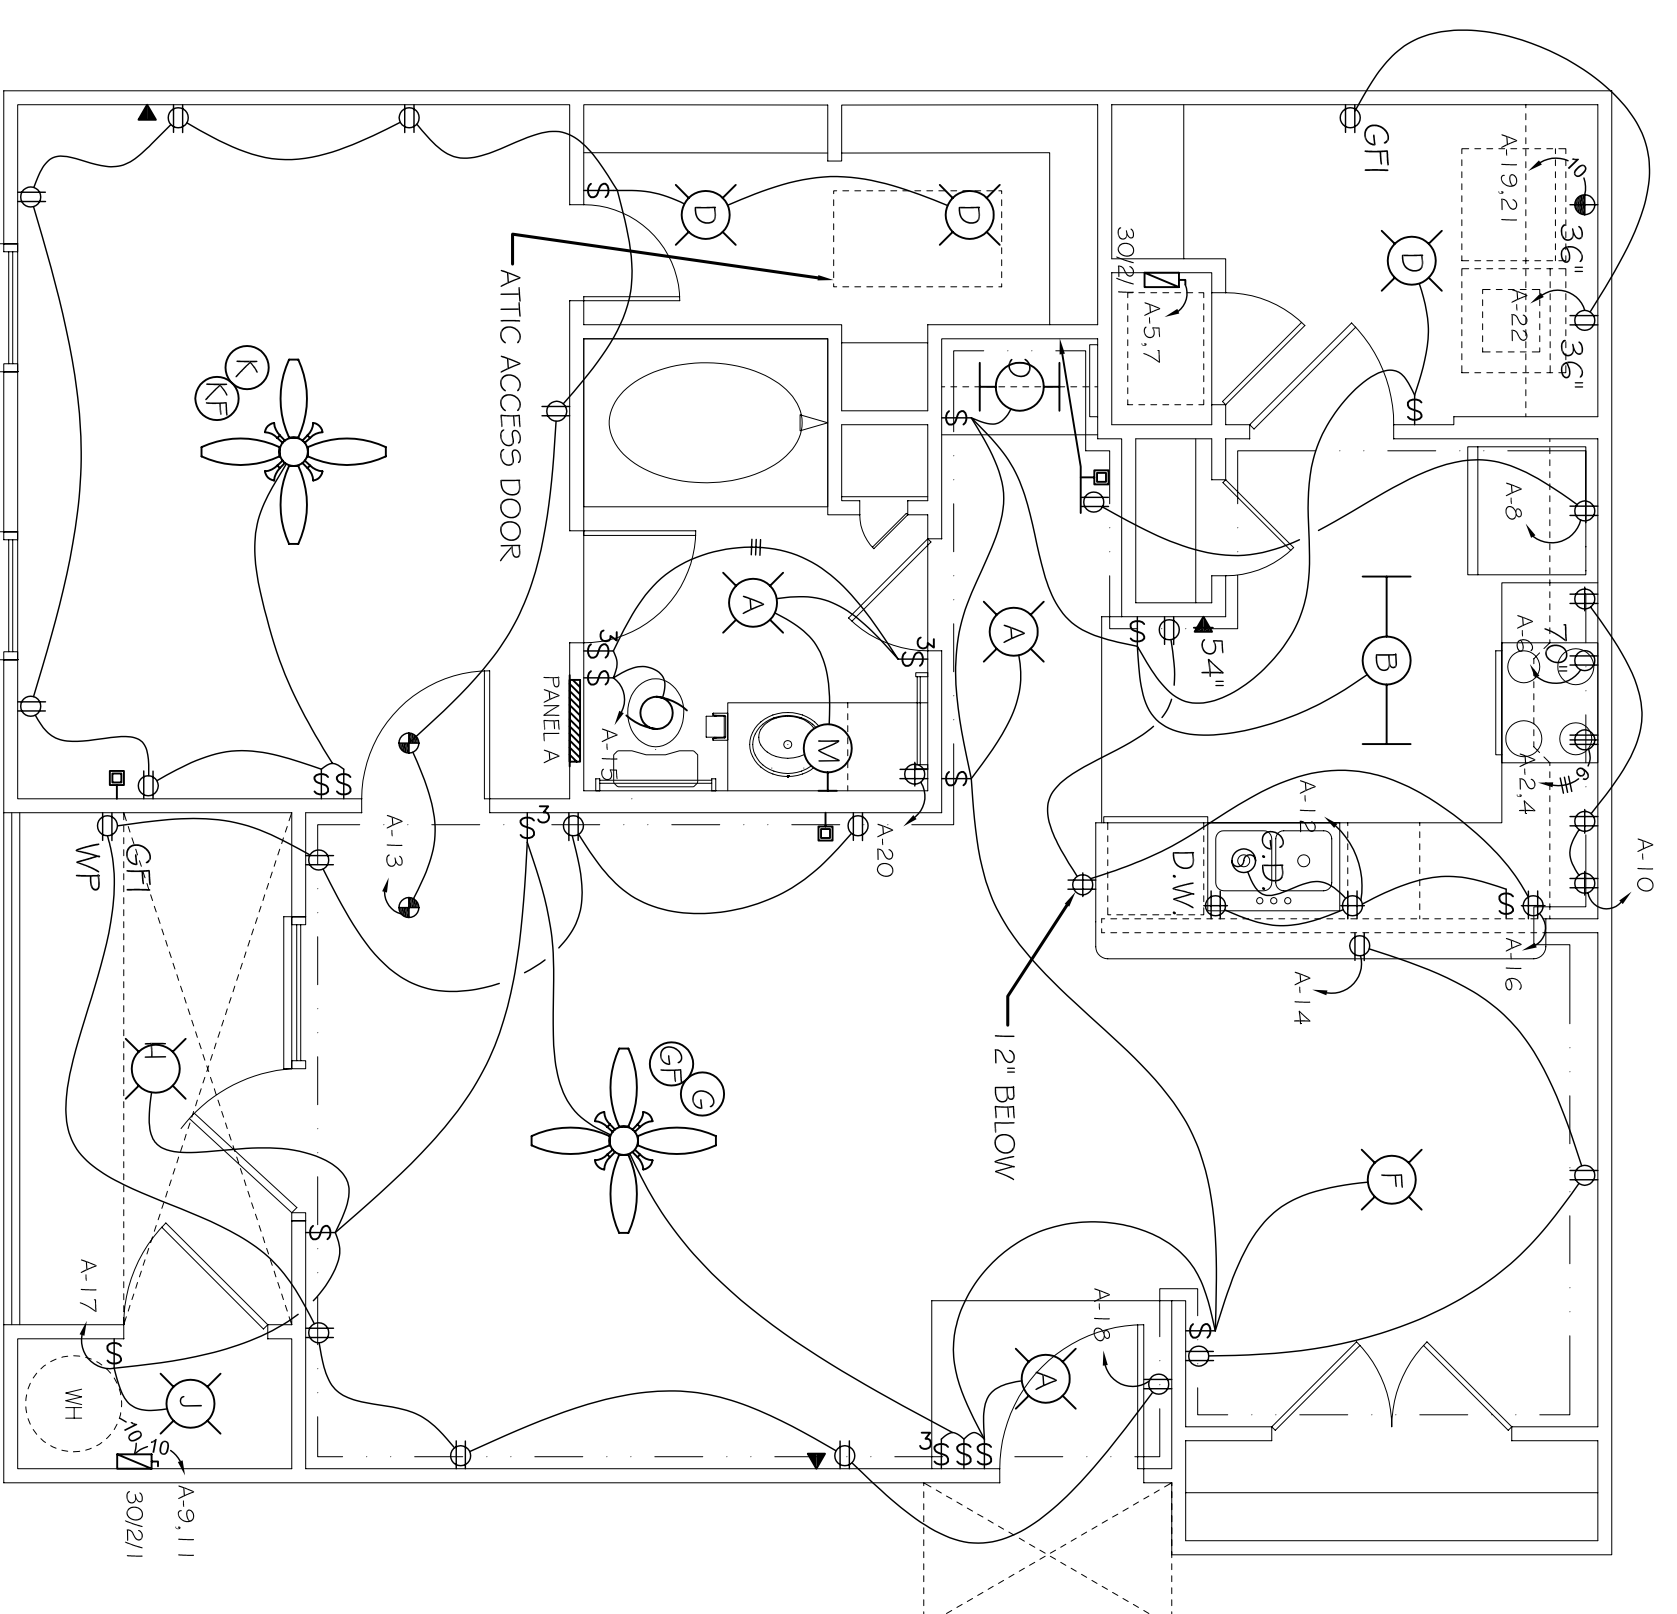 GFI
A-19,21
10
36"
A-22
36"
D
D
D
30/2/1
A-5,7
S
S
ATTIC ACCESS DOOR
K
KF
S
S
S
PANEL A
A-15
3
S
S
3
S
A
M
A
S
S
54"
B
A-8
A-6
70"
A-2,4
6
A-10
A-12
C.D.
S
D.W.
S
A-16
A-14
12" BELOW
A-20
3
S
A-13
GFI
WP
H
GF
G
F
S
A-17
S
WH
J
10
10
30/2/1
A-9,11
3
S
S
S
A
A-18
S